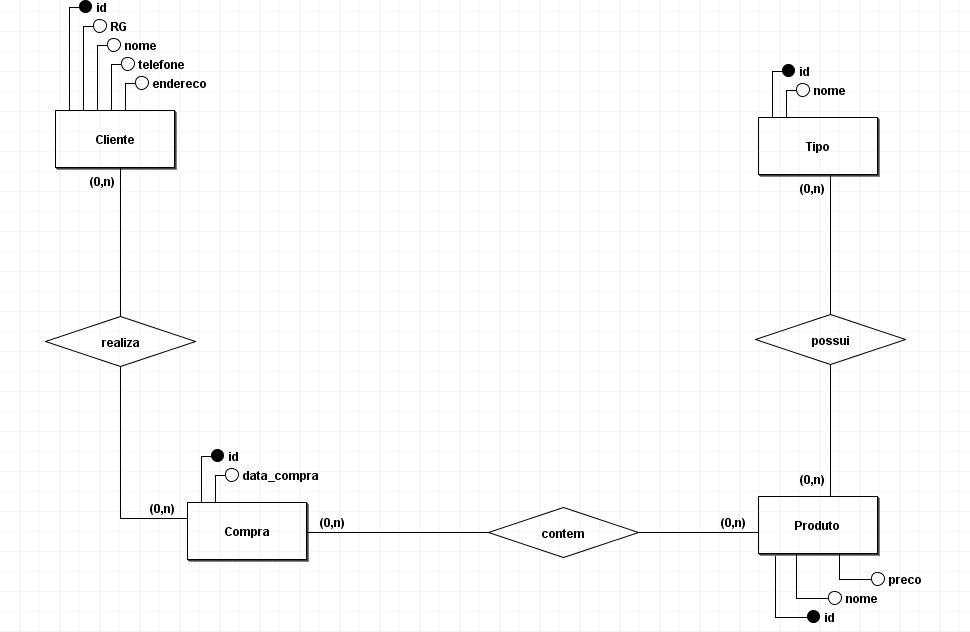 id
RG
nome
telefone
endereco
Cliente
(0,n)
id
nome
Tipo
(0,n)
realiza
possui
id
data_compra
(0,n)
Compra
(0,n)
contem
(0,n)
(0,n)
Produto
preco
nome
id